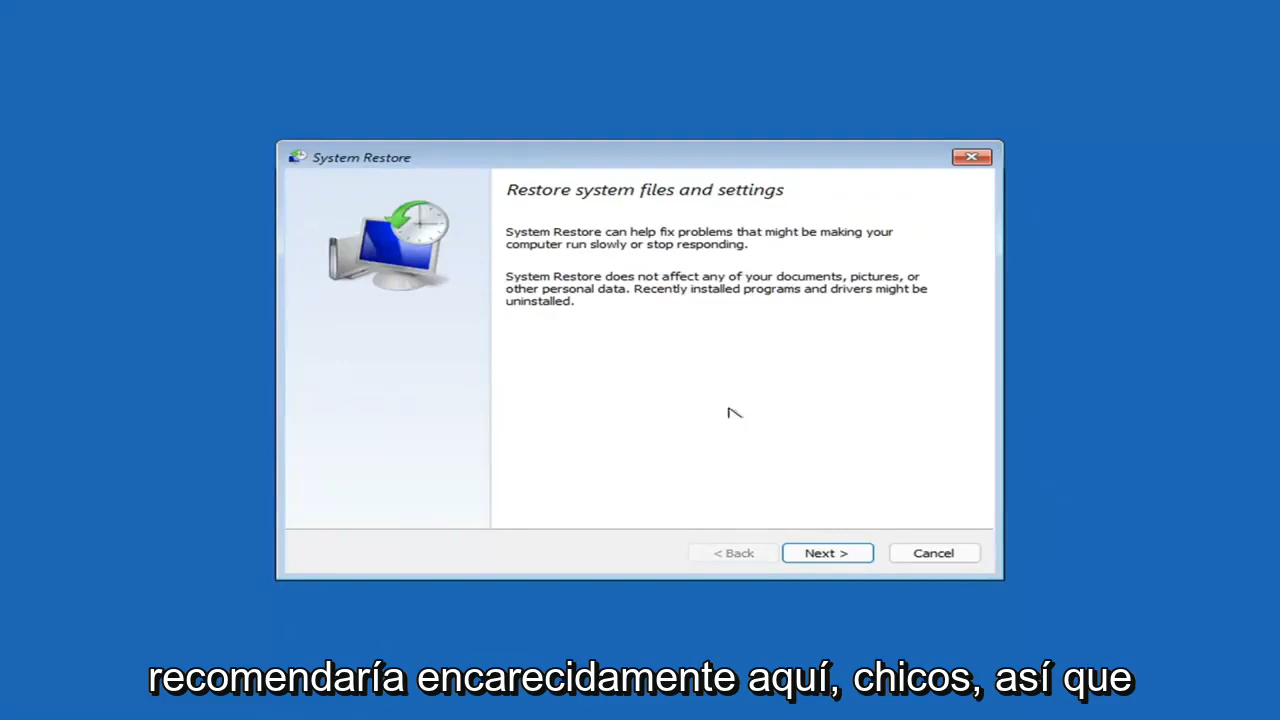 System Restore
Restore system files and settings
System Restore can help fix problems that might be making your
computer run slowly or stop responding.
System Restore does not affect any of your documents, pictures, or
other personal data. Recently installed programs and drivers might be
uninstalled.
< Back Next > Cancel
recomendaría encarecidamente aquí, chicos, así que